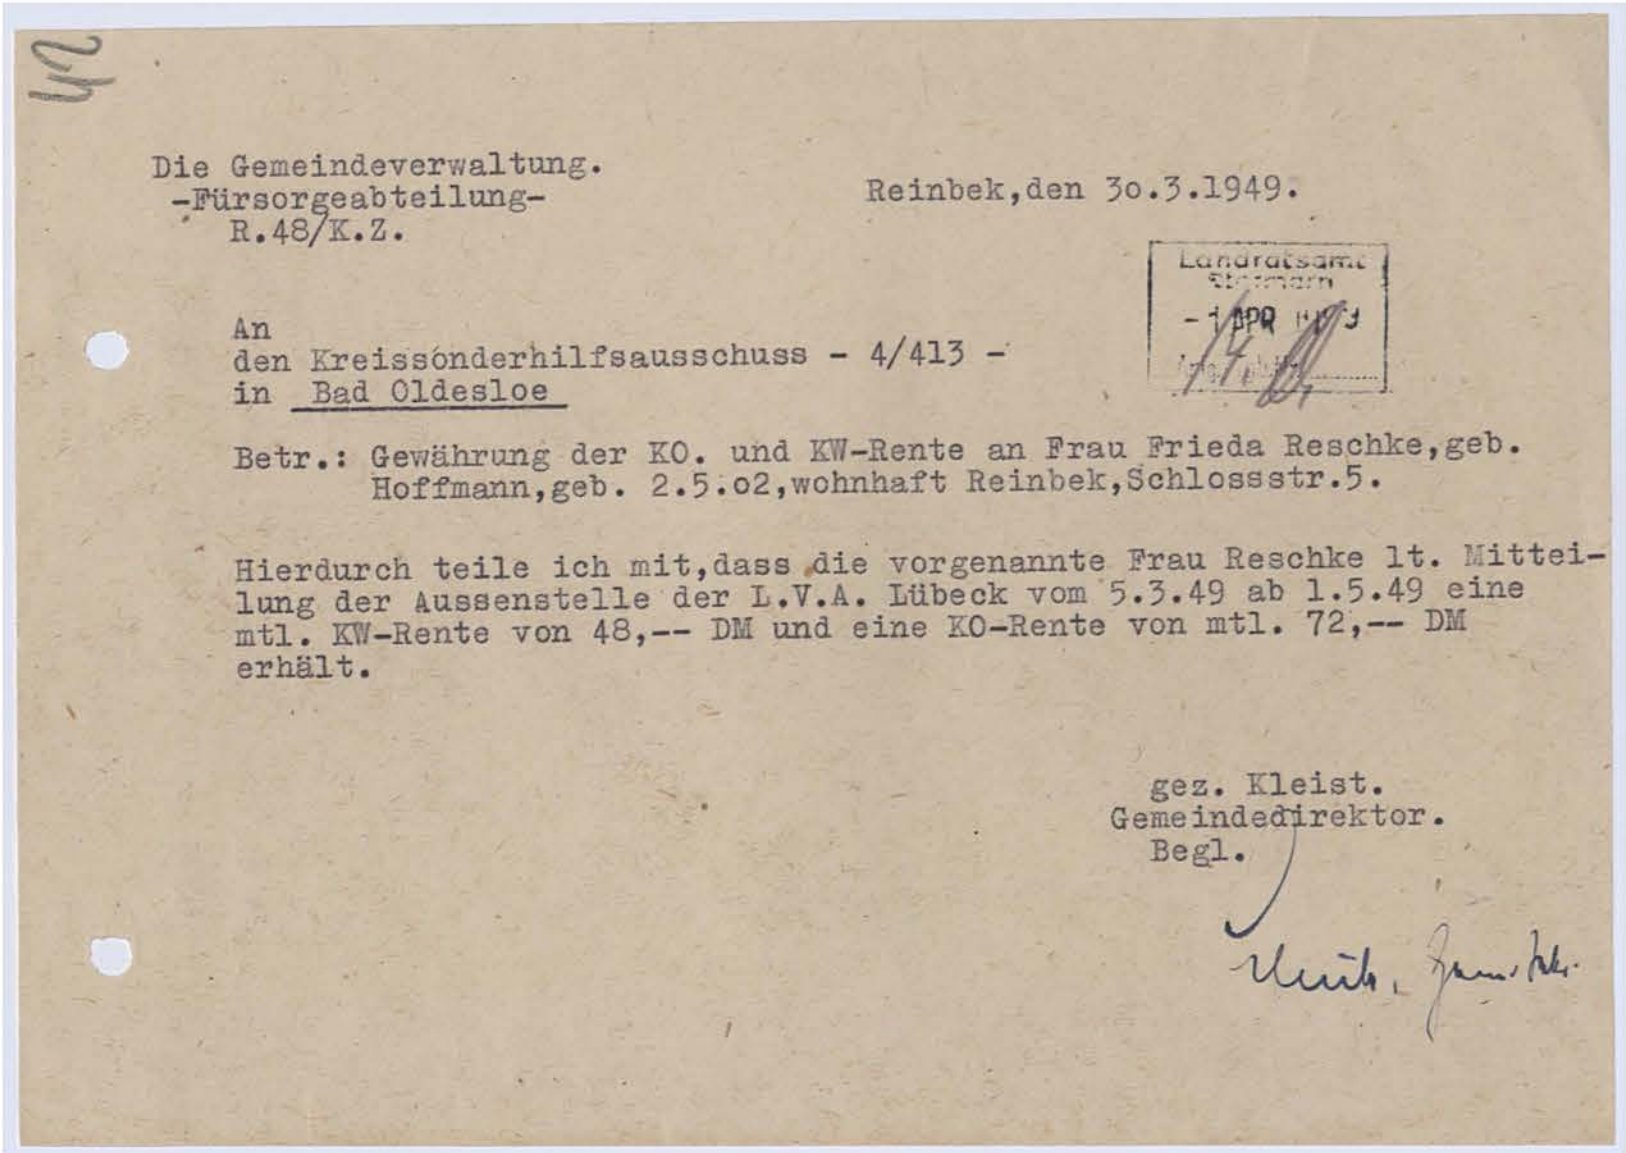 42
Die Gemeindeverwaltung.
-Fürsorgeabteilung-
R.48/K.Z.
Reinbek,den 3o.3.1949.
Landratsamt
Stormarn
An
den Kreissonderhilfsausschuss - 4/413 -
in Bad Oldesloe
Betr.: Gewährung der KO. und KW-Rente an Frau Frieda Reschke,geb.
Hoffmann,geb. 2.5.o2,wohnhaft Reinbek,Schlossstr.5.
Hierdurch teile ich mit,dass die vorgenannte Frau Reschke lt. Mittei-
lung der Aussenstelle der L.V.A. Lübeck vom 5.3.49 ab 1.5.49 eine
mtl. KW-Rente von 48,-- DM und eine KO-Rente von mtl. 72,-- DM
erhält.
gez. Kleist.
Gemeindedirektor.
Begl.